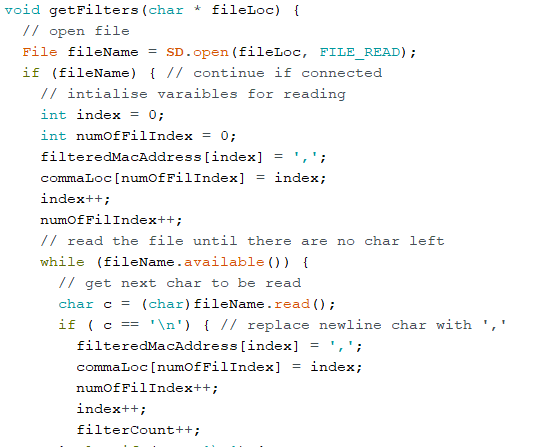 void getFilters(char * fileLoc) {
// open file
File fileName = SD.open(fileLoc, FILE_READ);
if (fileName) { // continue if connected
// intialise varaibles for reading
int index = 0;
int numOfFilIndex = 0;
filteredMacAddress[index] = ',';
commaLoc[numOfFilIndex] = index;
index++;
numOfFilIndex++;
// read the file until there are no char left
while (fileName.available()) {
// get next char to be read
char c = (char)fileName.read();
if ( c == '\n') { // replace newline char with ','
filteredMacAddress[index] = ',';
commaLoc[numOfFilIndex] = index;
numOfFilIndex++;
index++;
filterCount++;